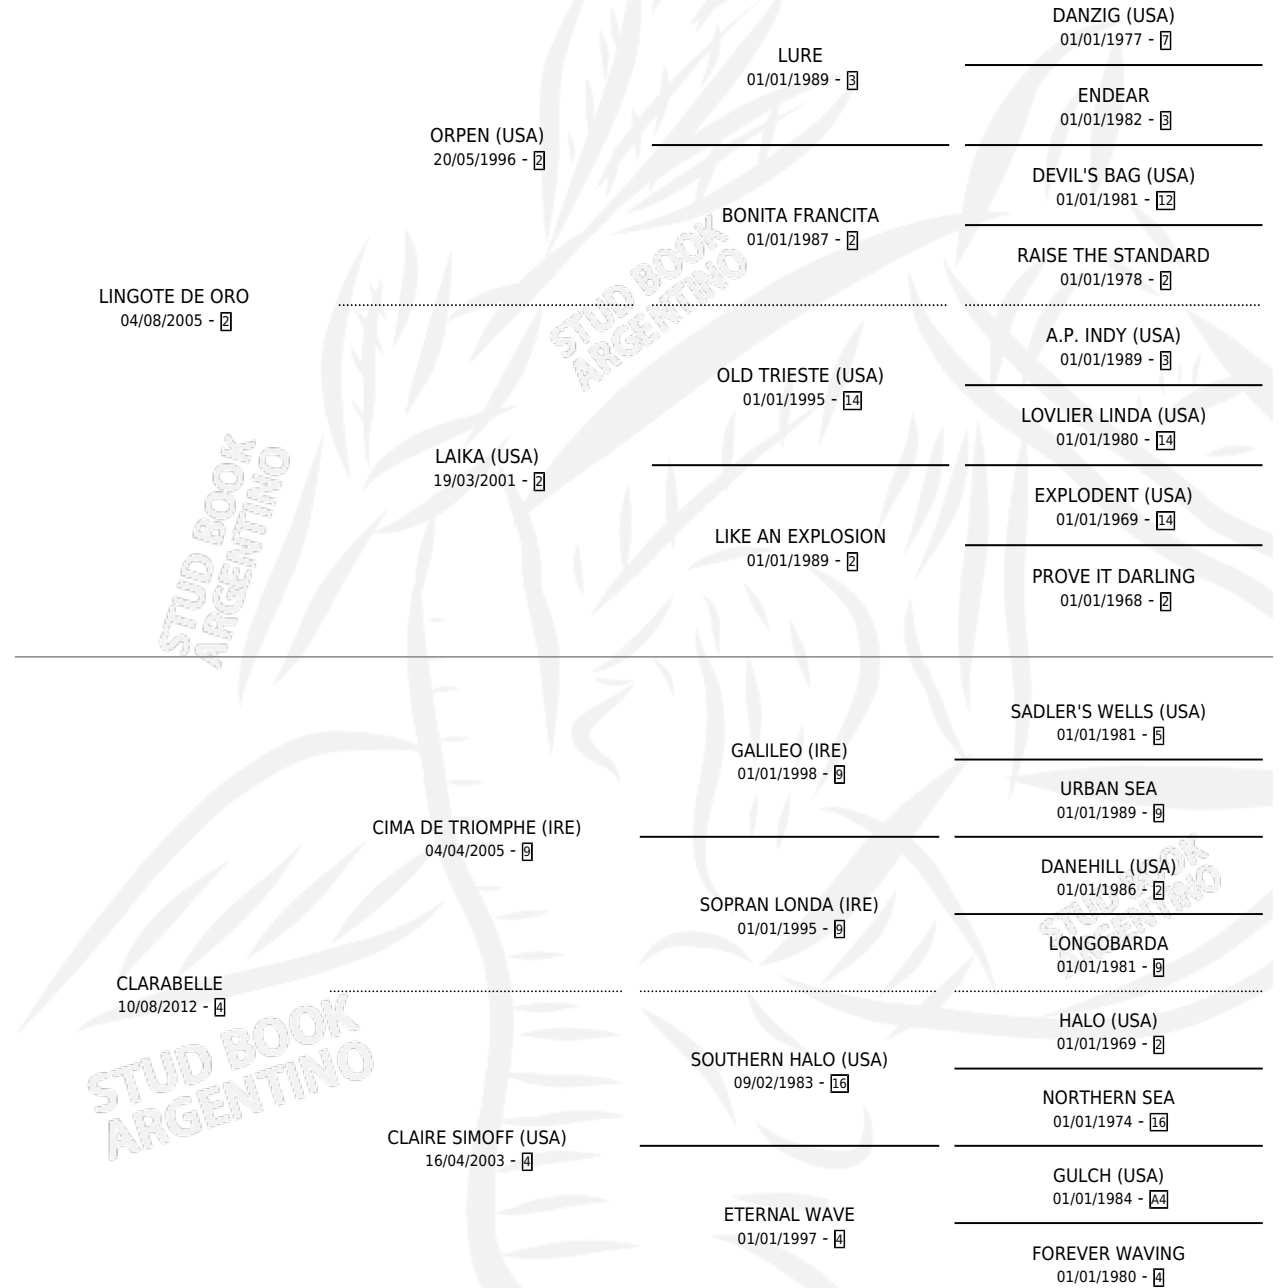 DANZIG (USA)
01/01/1977 - 7
LURE
01/01/1989 - 3
ENDEAR
01/01/1982 - 3
ORPEN (USA)
20/05/1996 - 2
DEVIL'S BAG (USA)
01/01/1981 - 12
BONITA FRANCITA
01/01/1987 - 2
RAISE THE STANDARD
01/01/1978 - 2
LINGOTE DE ORO
04/08/2005 - 2
A.P. INDY (USA)
01/01/1989 - 3
OLD TRIESTE (USA)
01/01/1995 - 14
LOVLIER LINDA (USA)
01/01/1980 - 14
LAIKA (USA)
19/03/2001 - 2
EXPLODENT (USA)
01/01/1969 - 14
LIKE AN EXPLOSION
01/01/1989 - 2
PROVE IT DARLING
01/01/1968 - 2
SADLER'S WELLS (USA)
01/01/1981 - 5
GALILEO (IRE)
01/01/1998 - 9
URBAN SEA
01/01/1989 - 9
CIMA DE TRIOMPHE (IRE)
04/04/2005 - 9
DANEHILL (USA)
01/01/1986 - 2
SOPRAN LONDA (IRE)
01/01/1995 - 9
LONGOBARDA
01/01/1981 - 9
CLARABELLE
10/08/2012 - 4
HALO (USA)
01/01/1969 - 2
SOUTHERN HALO (USA)
09/02/1983 - 16
NORTHERN SEA
01/01/1974 - 16
CLAIRE SIMOFF (USA)
16/04/2003 - 4
GULCH (USA)
01/01/1984 - A4
ETERNAL WAVE
01/01/1997 - 4
FOREVER WAVING
01/01/1980 - 4
STUD BOOK
ARGENTINO
STUD BOOK
ARGENTINO
STUD BOOK
ARGENTINO
STUD BOOK
ARGENTINO